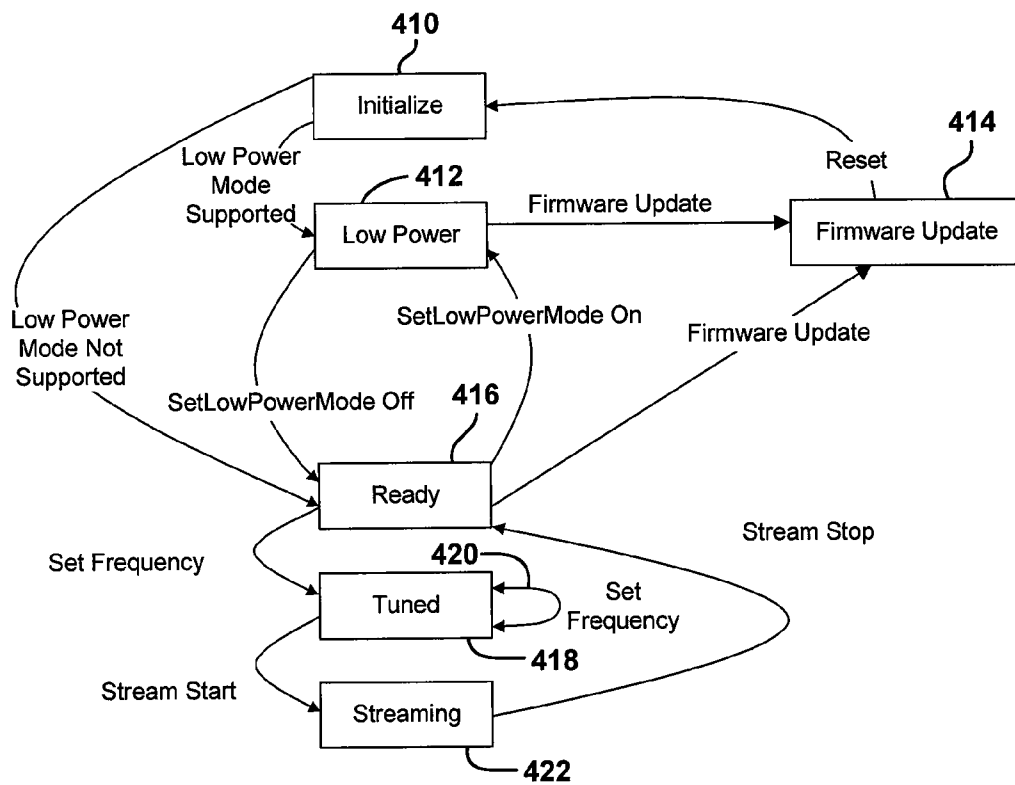 410
Initialize
414
Reset
Low Power
Mode
Supported
412
Firmware Update
Low Power
Firmware Update
SetLowPowerMode On
Low Power
Mode Not
Supported
Firmware Update
SetLowPowerMode Off
416
Ready
Stream Stop
Set Frequency
420
Tuned
Set
Frequency
418
Stream Start
Streaming
422